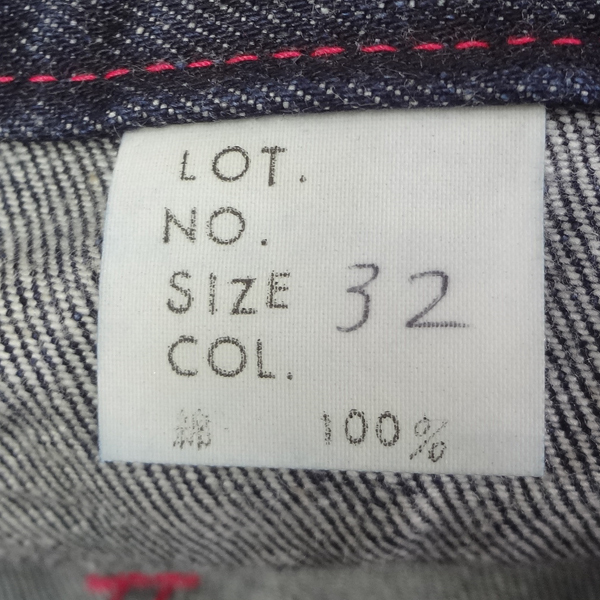 LOT.
NO.
SIZE 32
COL.
綿 100%